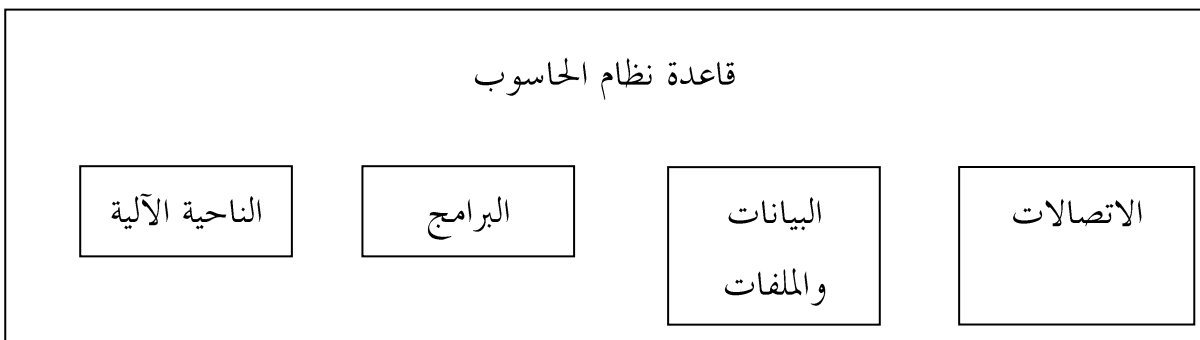 قاعدة نظام الحاسوب
الاتصالات
البيانات
والملفات
البرامج
الناحية الآلية